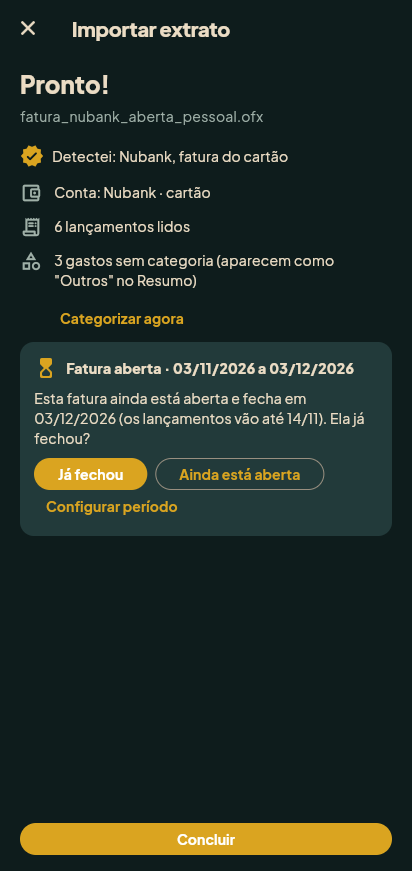 Importar extrato
Pronto!
fatura_nubank_aberta_pessoal.ofx
Detectei: Nubank, fatura do cartão
Conta: Nubank · cartão
6 lançamentos lidos
3 gastos sem categoria (aparecem como
"Outros" no Resumo)
Categorizar agora
Fatura aberta · 03/11/2026 a 03/12/2026
Esta fatura ainda está aberta e fecha em
03/12/2026 (os lançamentos vão até 14/11). Ela já
fechou?
Já fechou
Ainda está aberta
Configurar período
Concluir